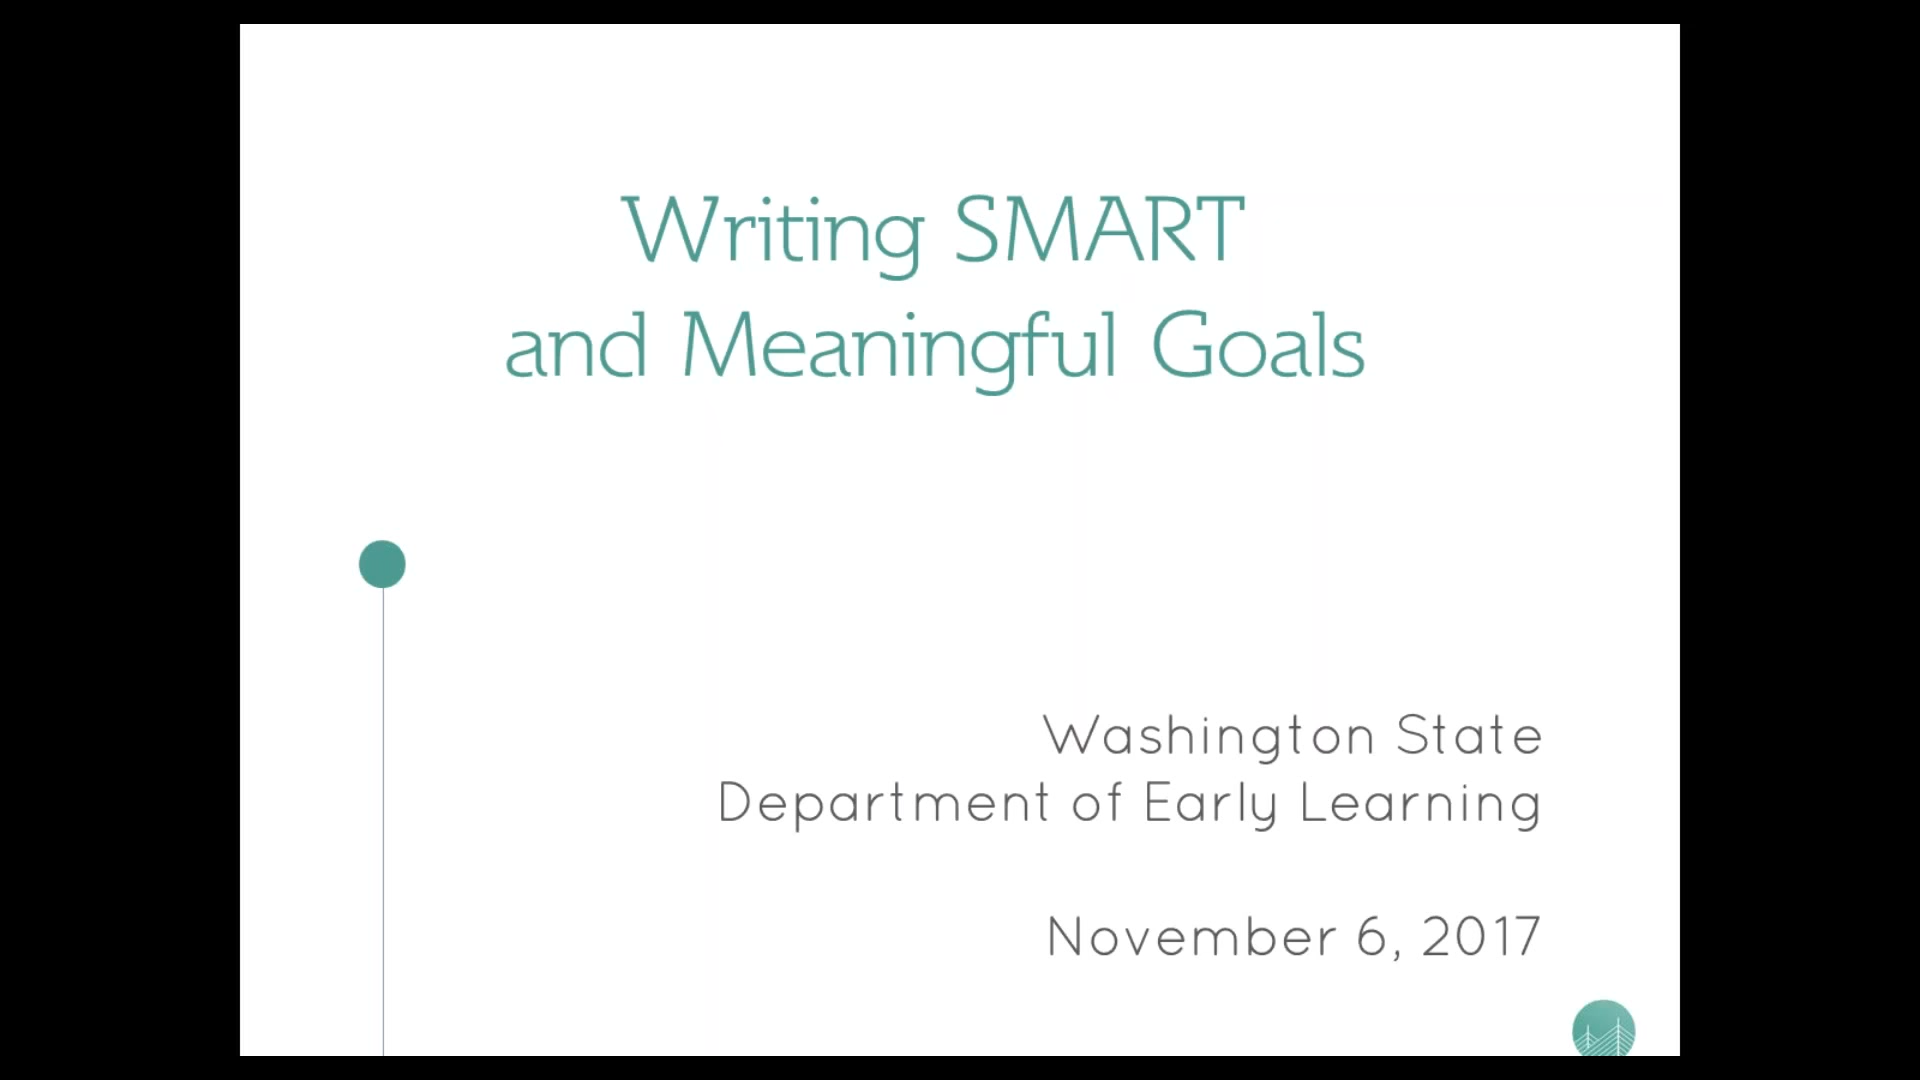 Writing SMART
and Meaningful Goals
Washington State
Department of Early Learning
November 6, 2017